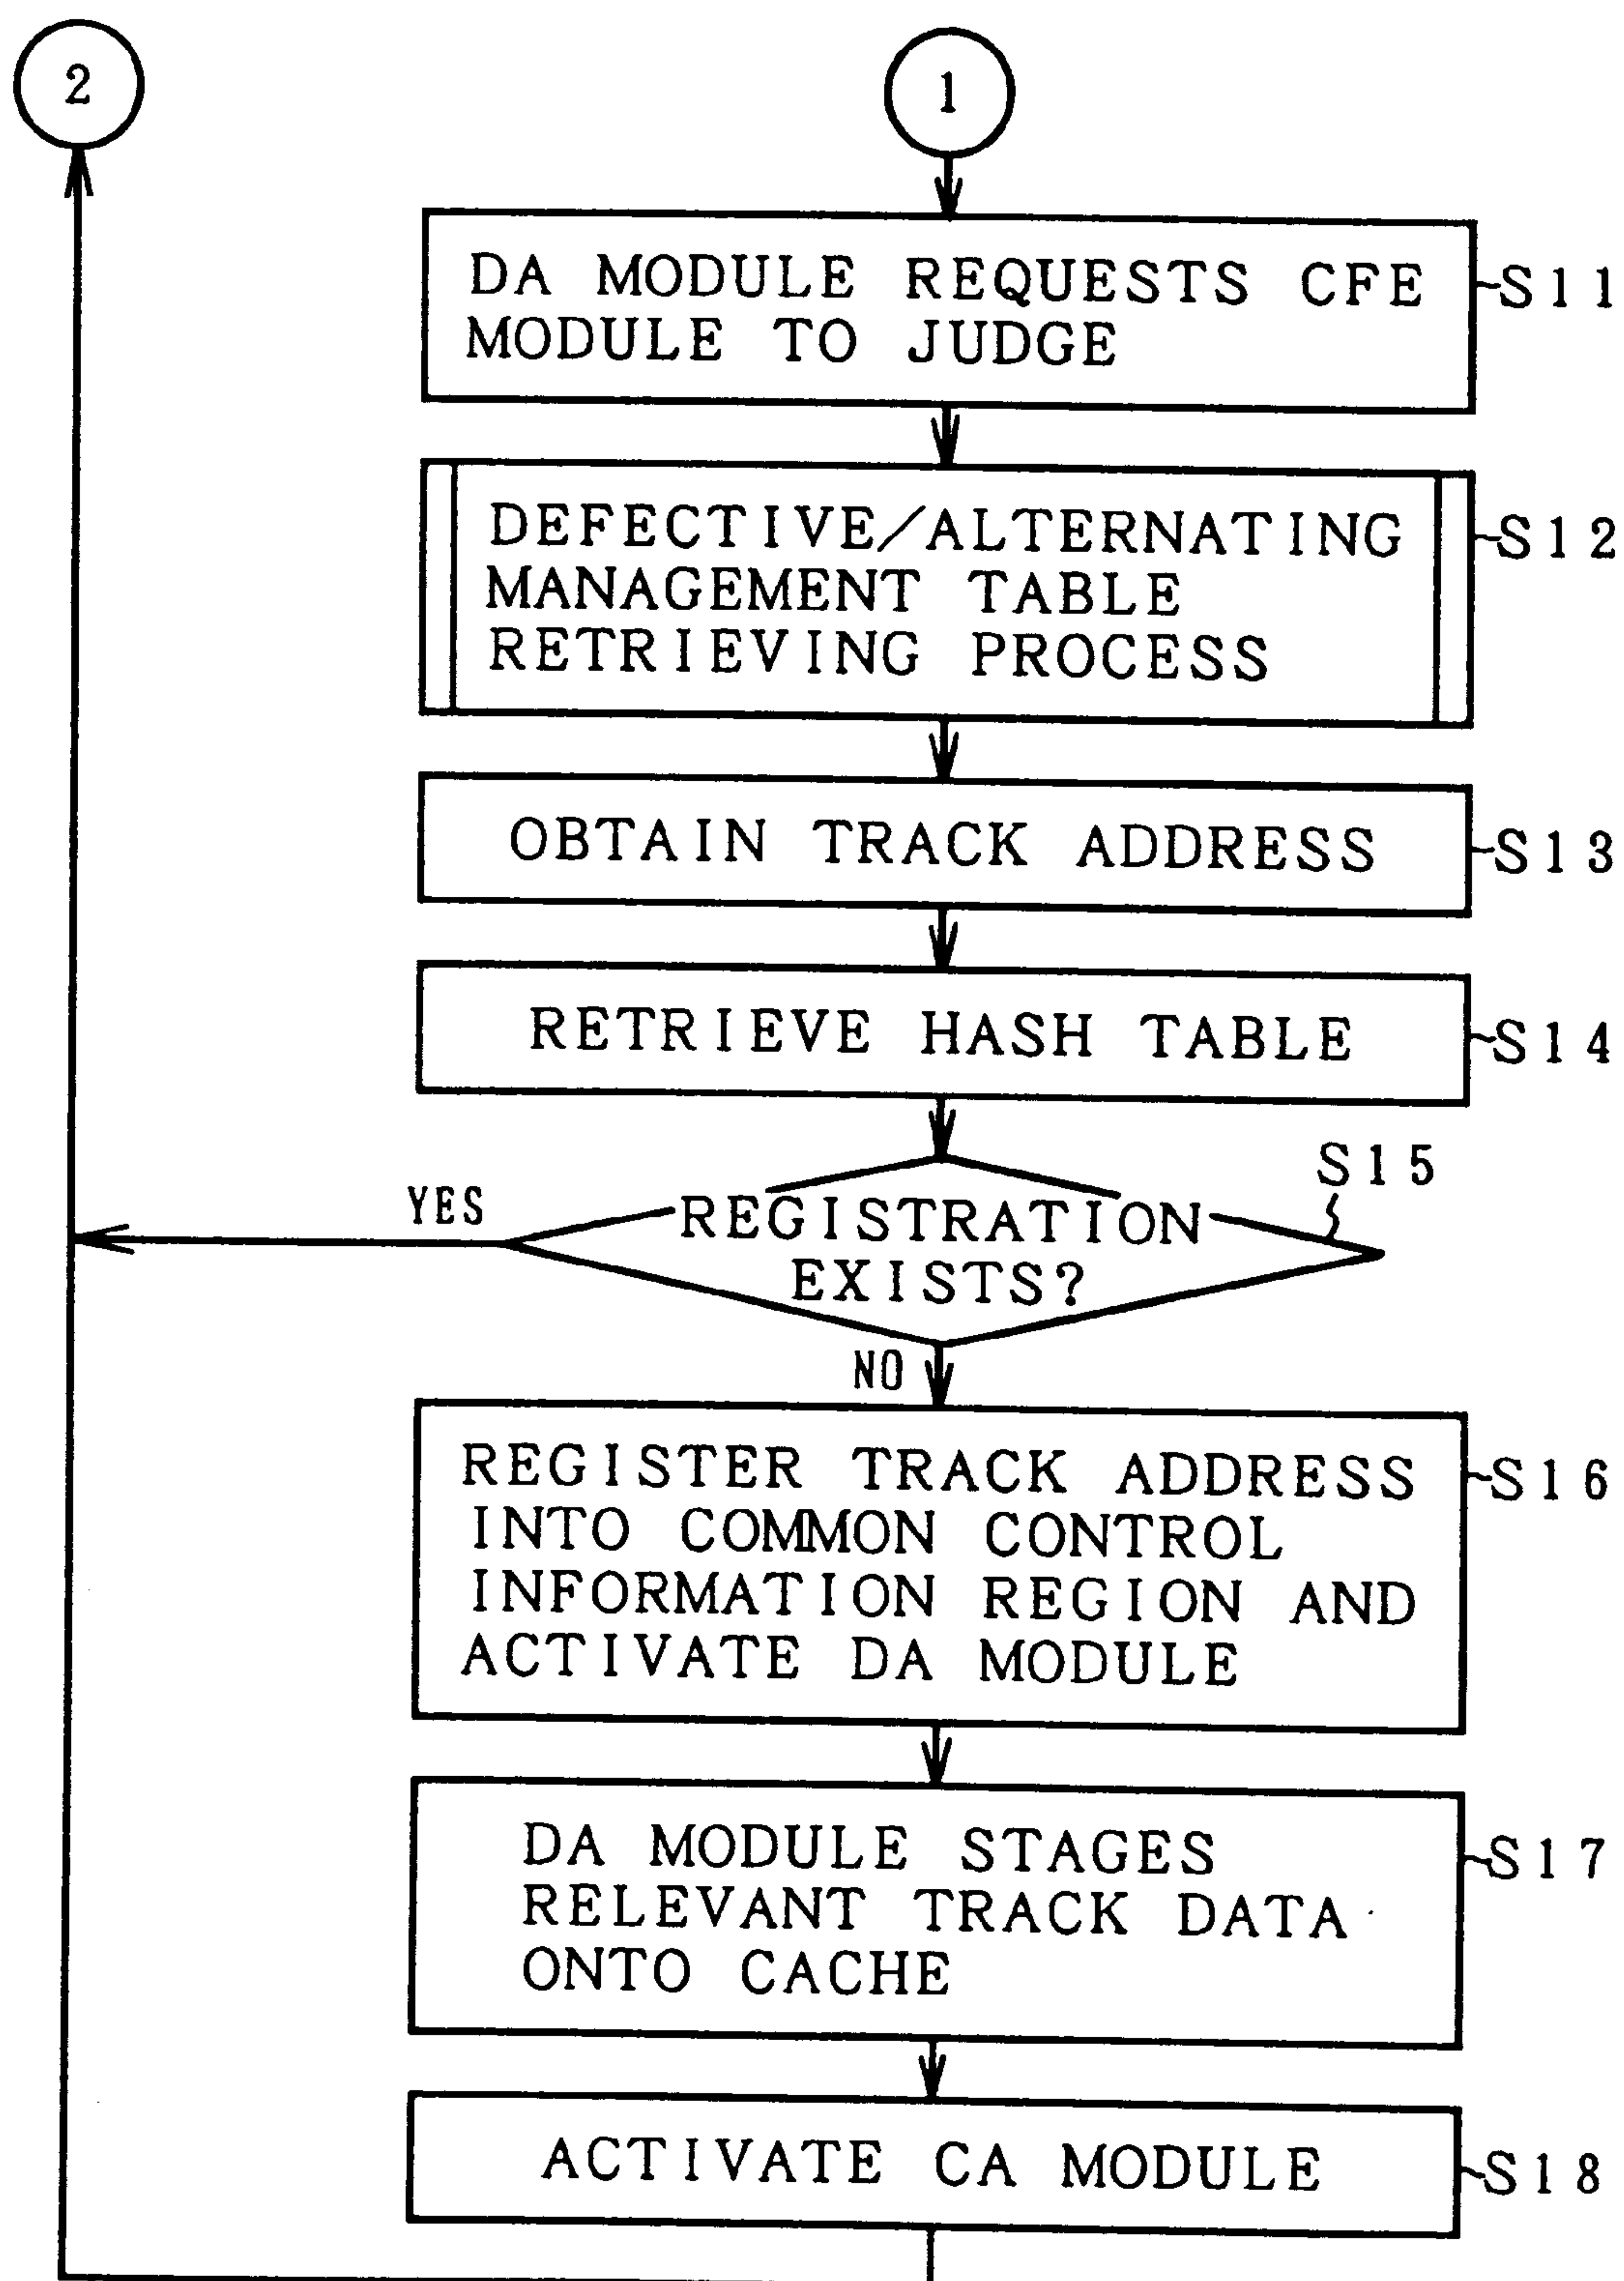 2
1
DA MODULE REQUESTS CFE
MODULE TO JUDGE
S11
DEFECTIVE/ALTERNATING
MANAGEMENT TABLE
RETRIEVING PROCESS
S12
OBTAIN TRACK ADDRESS
S13
RETRIEVE HASH TABLE
S14
S15
YES
REGISTRATION
EXISTS?
NO
REGISTER TRACK ADDRESS
INTO COMMON CONTROL
INFORMATION REGION AND
ACTIVATE DA MODULE
S16
DA MODULE STAGES
RELEVANT TRACK DATA
ONTO CACHE
S17
ACTIVATE CA MODULE
S18